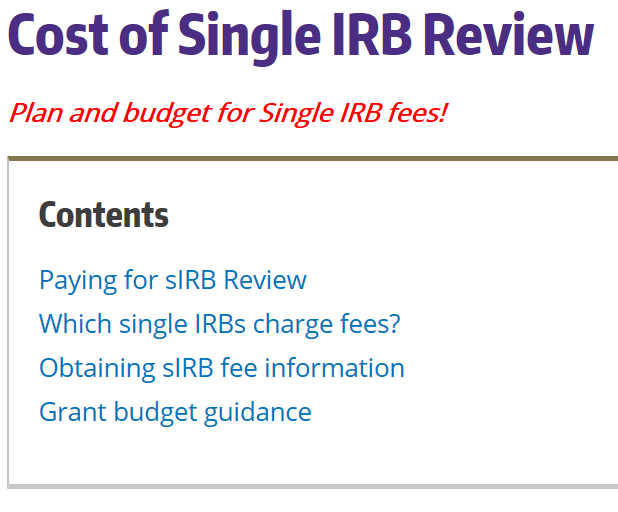 Cost of Single IRB Review
Plan and budget for Single IRB fees!
Contents
Paying for sIRB Review
Which single IRBs charge fees?
Obtaining sIRB fee information
Grant budget guidance